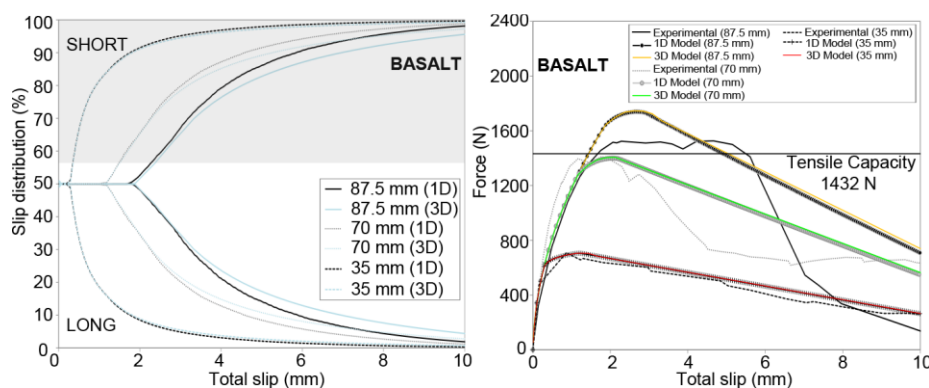 100
90
80
70
60
50
40
30
20
10
0
Slip distribution (%)
SHORT
BASALT
LONG
87.5 mm (1D)
87.5 mm (3D)
70 mm (1D)
70 mm (3D)
35 mm (1D)
35 mm (3D)
0 2 4 6 8 10
Total slip (mm)
2400
2000
1600
1200
800
400
0
Force (N)
BASALT
Experimental (87.5 mm)
1D Model (87.5 mm)
3D Model (87.5 mm)
Experimental (70 mm)
1D Model (70 mm)
3D Model (70 mm)
Experimental (35 mm)
1D Model (35 mm)
3D Model (35 mm)
Tensile Capacity
1432 N
0 2 4 6 8 10
Total slip (mm)